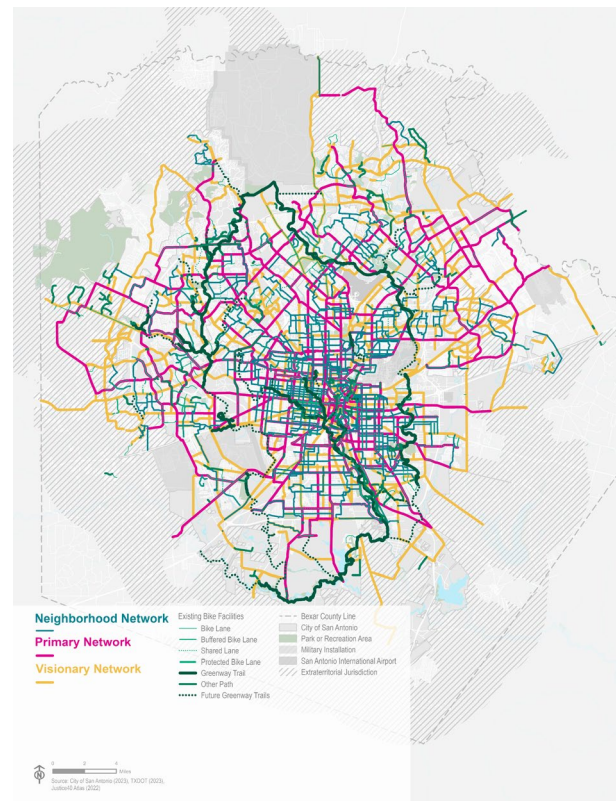 Neighborhood Network
Primary Network
Visionary Network
Existing Bike Facilities
Bike Lane
Buffered Bike Lane
Shared Lane
Protected Bike Lane
Greenway Trail
Other Path
Future Greenway Trails
Bexar County Line
City of San Antonio
Park or Recreation Area
Military Installation
San Antonio International Airport
Extraterritorial Jurisdiction
N
0 2 4
Miles
Source: City of San Antonio (2023), TXDOT (2023),
Justice40 Atlas (2022)